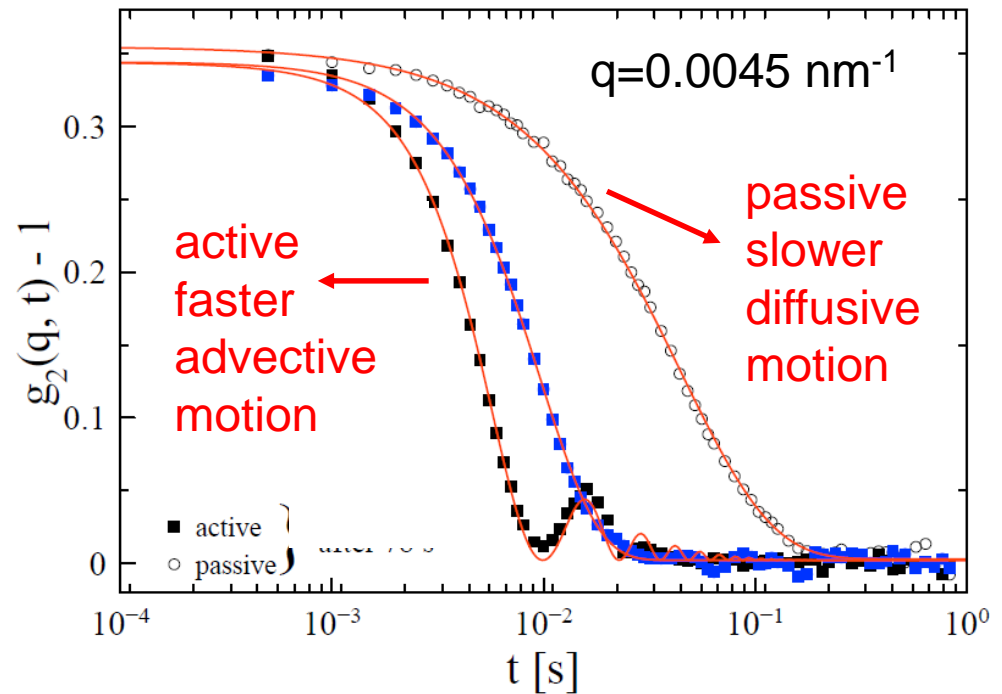 q=0.0045 nm⁻¹
0.3
0.2
0.1
0
g₂(q, t) - 1
active
faster
advective
motion
passive
slower
diffusive
motion
■ active
○ passive
10⁻⁴ 10⁻³ 10⁻² 10⁻¹ 10⁰
t [s]